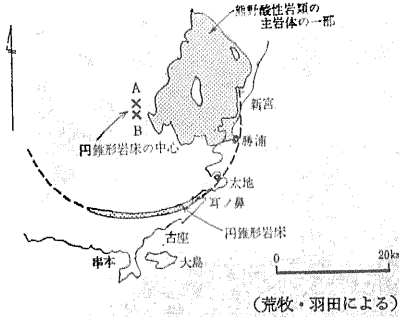 熊野酸性岩類の
主岩体の一部
A
B
新宮
円錐形岩床の中心
勝浦
太地
耳ノ鼻
円錐形岩床
古座
串本
大島
0
20km
(荒牧・羽田による)